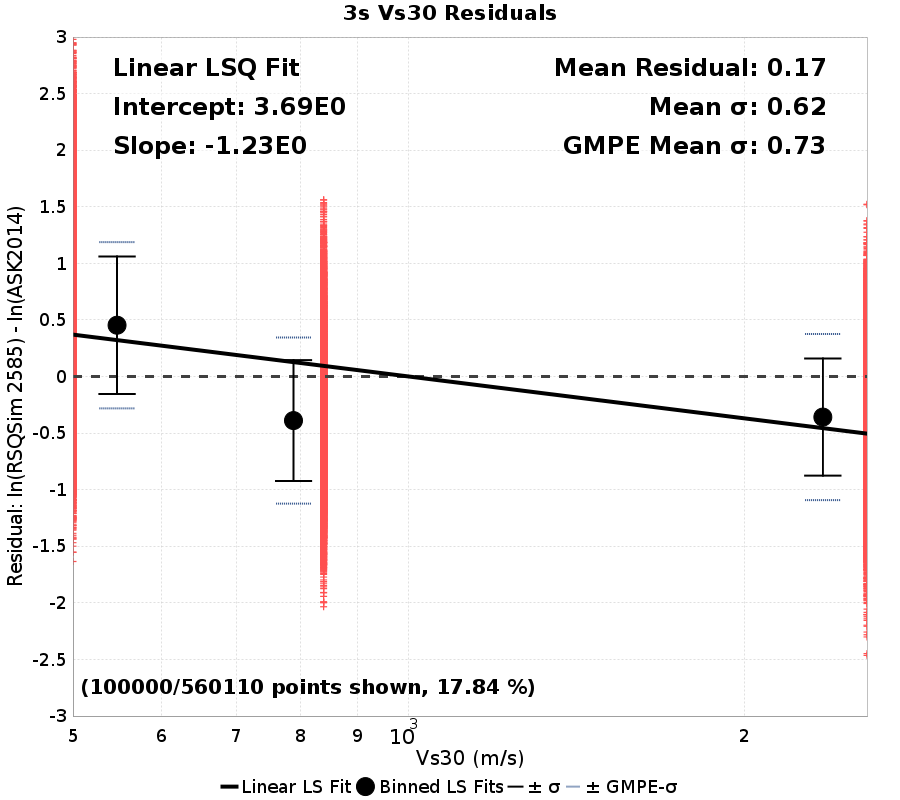 3s Vs30 Residuals
Linear LSQ Fit
Intercept: 3.69E0
Slope: -1.23E0
Mean Residual: 0.17
Mean σ: 0.62
GMPE Mean σ: 0.73
Residual: ln(RSQSim 2585) - ln(ASK2014)
3
2.5
2
1.5
1
0.5
0
-0.5
-1
-1.5
-2
-2.5
-3
(100000/560110 points shown, 17.84 %)
5 6 7 8 9 10³ 2
Vs30 (m/s)
Linear LS Fit Binned LS Fits ± σ ± GMPE-σ